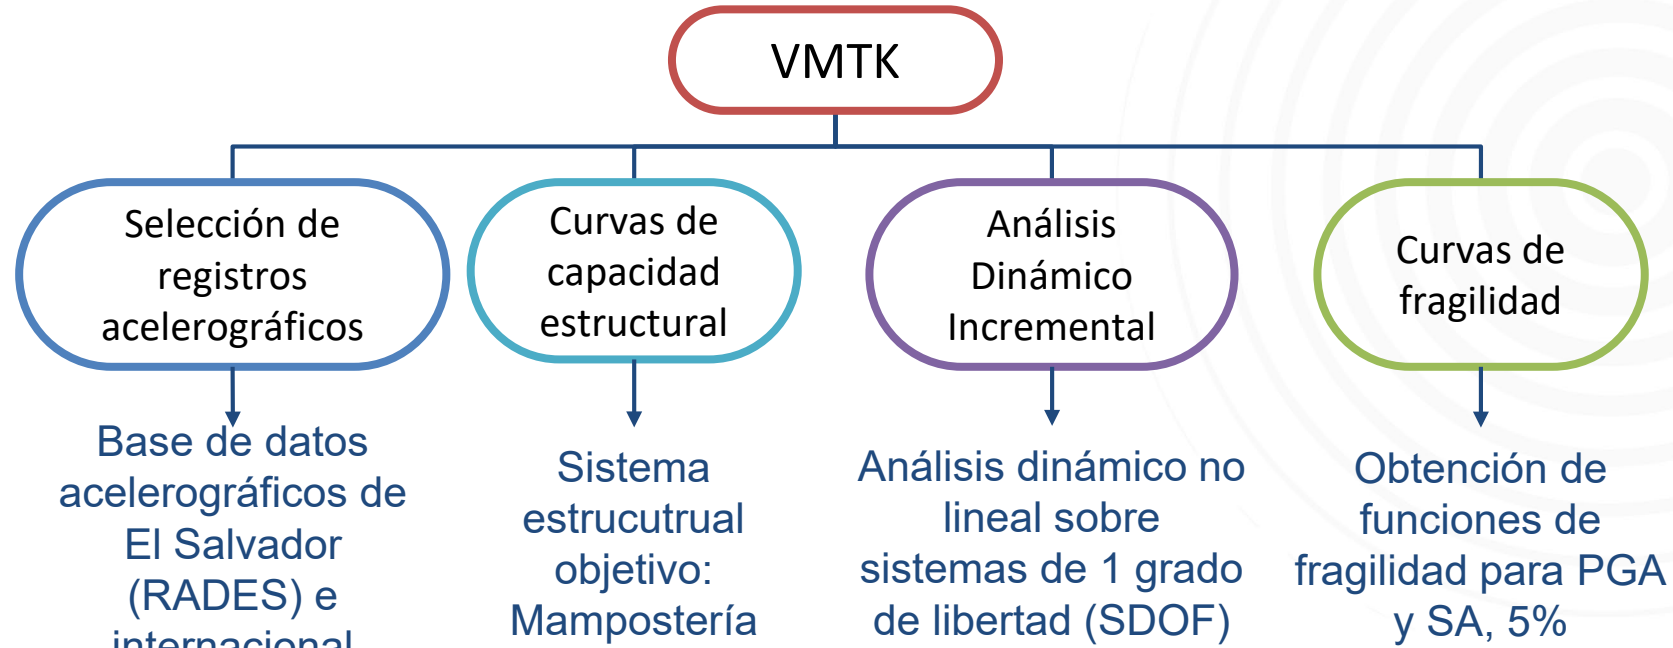 VMTK
Selección de
registros
acelerográficos
Curvas de
capacidad
estructural
Análisis
Dinámico
Incremental
Curvas de
fragilidad
Base de datos
acelerográficos de
El Salvador
(RADES) e
internacional
Sistema
estrucutrual
objetivo:
Mampostería
Análisis dinámico no
lineal sobre
sistemas de 1 grado
de libertad (SDOF)
Obtención de
funciones de
fragilidad para PGA
y SA, 5%